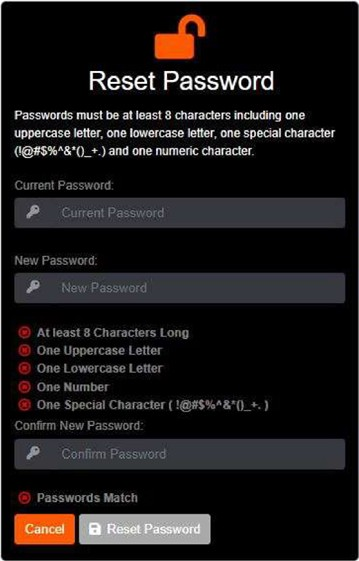 Reset Password
Passwords must be at least 8 characters including one
uppercase letter, one lowercase letter, one special character
(!@#$%^&*()_+.) and one numeric character.
Current Password:
Current Password
New Password:
New Password
At least 8 Characters Long
One Uppercase Letter
One Lowercase Letter
One Number
One Special Character ( !@#$%^&*()_+. )
Confirm New Password:
Confirm Password
Passwords Match
Cancel Reset Password